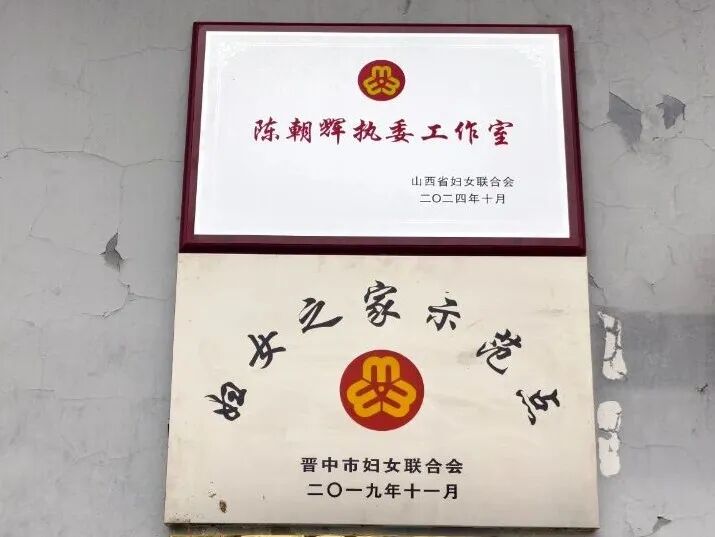 陈朝辉执委工作室
山西省妇女联合会
二〇二四年十月
妇女之家示范点
晋中市妇女联合会
二〇一九年十一月